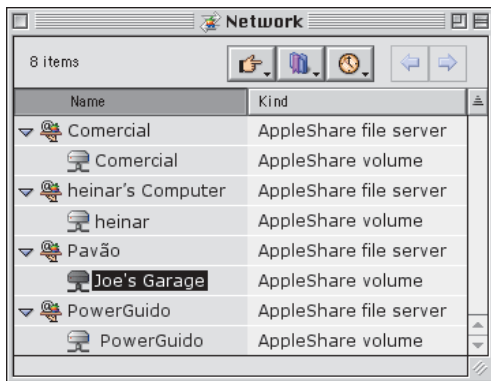 Network
8 items
Name Kind
Comercial AppleShare file server
Comercial AppleShare volume
heinar's Computer AppleShare file server
heinar AppleShare volume
Pavão AppleShare file server
Joe's Garage AppleShare volume
PowerGuido AppleShare file server
PowerGuido AppleShare volume